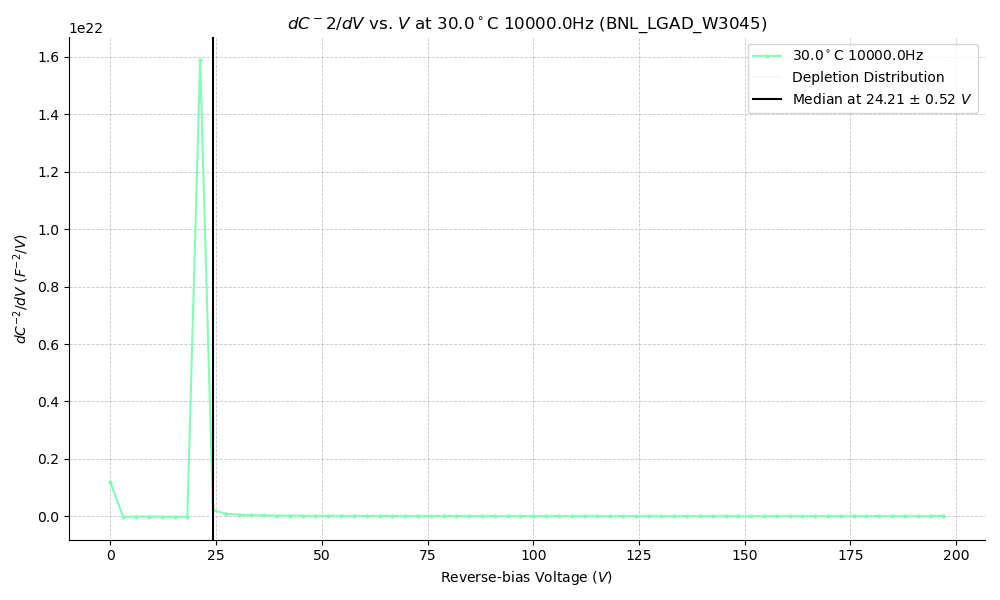 dC⁻2/dV vs. V at 30.0°C 10000.0Hz (BNL_LGAD_W3045)
1e22
1.6
1.4
1.2
1.0
0.8
0.6
0.4
0.2
0.0
dC⁻²/dV (F⁻²/V)
30.0°C 10000.0Hz
Depletion Distribution
Median at 24.21 ± 0.52 V
0 25 50 75 100 125 150 175 200
Reverse-bias Voltage (V)